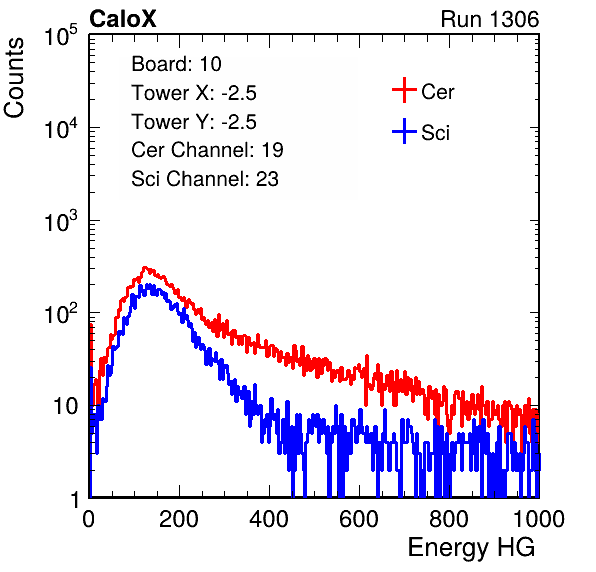 CaloX Run 1306
Counts
10^5
10^4
10^3
10^2
10
1
Board: 10
Tower X: -2.5
Tower Y: -2.5
Cer Channel: 19
Sci Channel: 23
Cer
Sci
0 200 400 600 800 1000
Energy HG